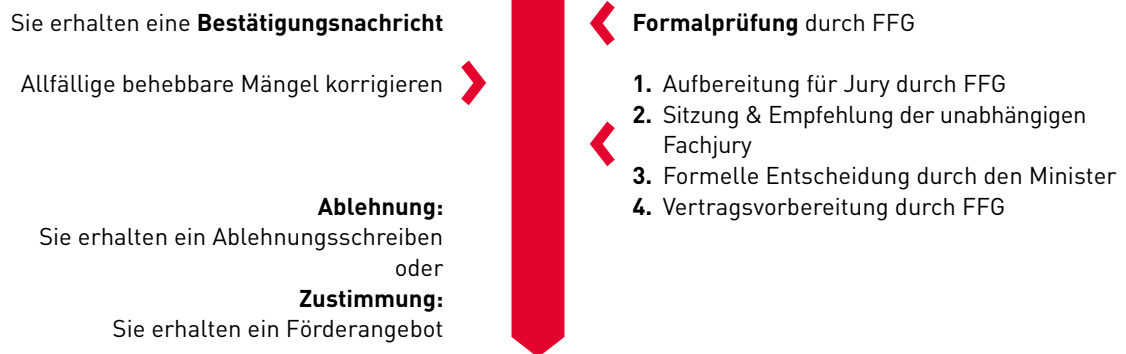 Sie erhalten eine Bestätigungsnachricht
Allfällige behebbare Mängel korrigieren
Ablehnung:
Sie erhalten ein Ablehnungsschreiben
oder
Zustimmung:
Sie erhalten ein Förderangebot
Formalprüfung durch FFG
1. Aufbereitung für Jury durch FFG
2. Sitzung & Empfehlung der unabhängigen
Fachjury
3. Formelle Entscheidung durch den Minister
4. Vertragsvorbereitung durch FFG